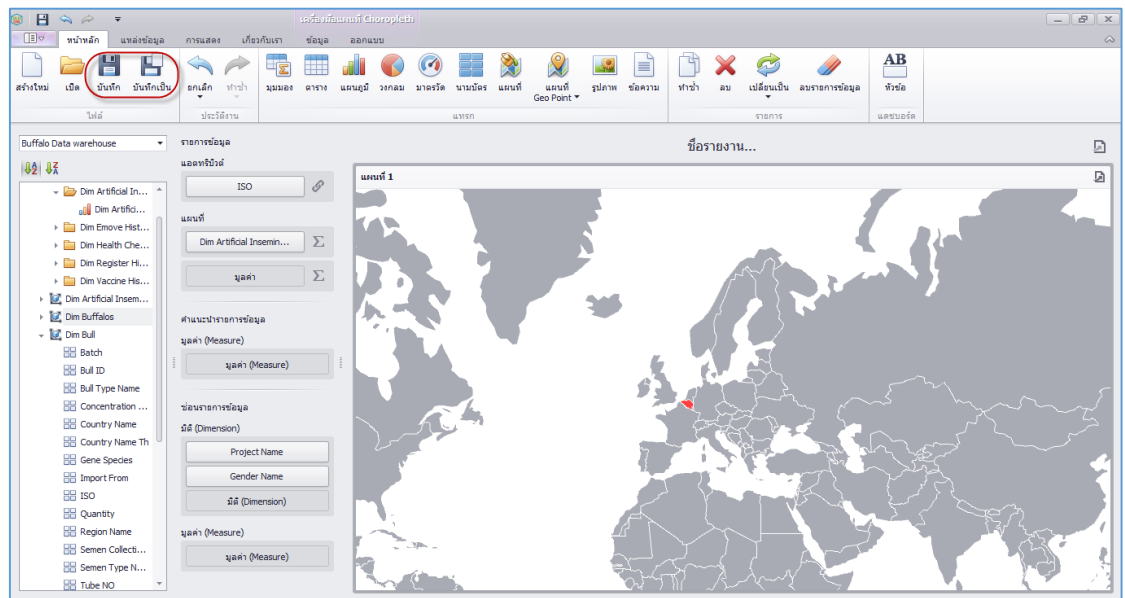 เครื่องมือแผนที่ Choropleth
หน้าหลัก แหล่งข้อมูล การแสดง เกี่ยวกับเรา ข้อมูล ออกแบบ
สร้างใหม่ เปิด บันทึก บันทึกเป็น ยกเลิก ทำซ้ำ มุมมอง ตาราง แผนภูมิ วงกลม มาตรวัด นามบัตร แผนที่ แผนที่ Geo Point รูปภาพ ข้อความ ทำซ้ำ ลบ เปลี่ยนเป็น ลบรายการข้อมูล หัวข้อ
AB
ไฟล์ ประวัติงาน แทรก รายการ แดชบอร์ด
Buffalo Data warehouse
Dim Artificial In...
Dim Artifici...
Dim Emove Hist...
Dim Health Che...
Dim Register Hi...
Dim Vaccine His...
Dim Artificial Insem...
Dim Buffalos
Dim Bull
Batch
Bull ID
Bull Type Name
Concentration ...
Country Name
Country Name Th
Gene Species
Import From
ISO
Quantity
Region Name
Semen Collecti...
Semen Type N...
Tube NO
รายการข้อมูล
แอตทริบิวต์
ISO
แผนที่
Dim Artificial Insemin...
มูลค่า
คำแนะนำรายการข้อมูล
มูลค่า (Measure)
มูลค่า (Measure)
ซ่อนรายการข้อมูล
มิติ (Dimension)
Project Name
Gender Name
มิติ (Dimension)
มูลค่า (Measure)
มูลค่า (Measure)
ชื่อรายงาน...
แผนที่ 1